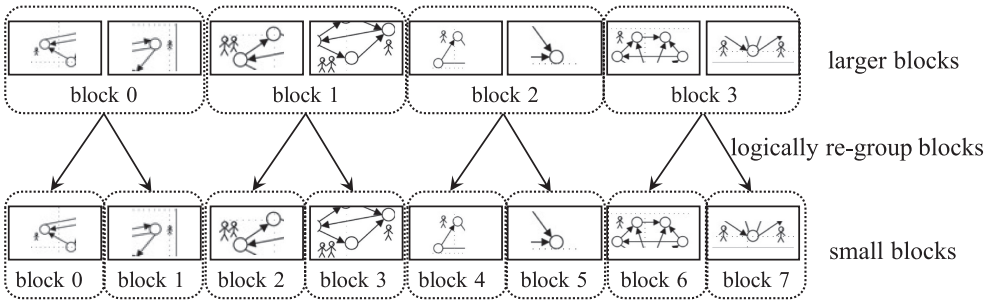 larger blocks
block 0 block 1 block 2 block 3
logically re-group blocks
small blocks
block 0 block 1 block 2 block 3 block 4 block 5 block 6 block 7